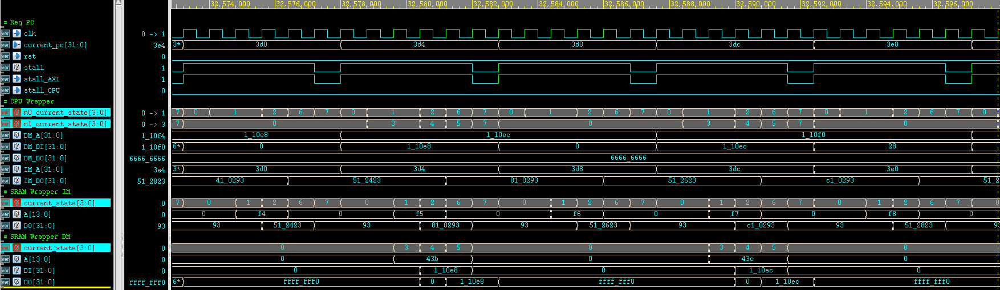 32,574,000 32,576,000 32,578,000 32,580,000 32,582,000 32,584,000 32,586,000 32,588,000 32,590,000 32,592,000 32,594,000 32,596,000
= Reg PC
ver clk 0 -> 1
ver current_pc[31:0] 3e4 3* 3d0 3d4 3d8 3dc 3e0
ver rst 0
ver stall 1
ver stall_AXI 1
ver stall_CPU 0
= CPU Wrapper
ver m0_current_state[3:0] 0 -> 1 7 0 1 2 6 7 0 1 2 6 7 0 1 2 6 7 0 1 2 6 7 0 1 2 6 7 0
ver m1_current_state[3:0] 0 -> 3 7 0 3 4 5 7 0 3 4 5 7 0
ver DM_A[31:0] 1_10f4 1_10e8 1_10ec 1_10f0
ver DM_DI[31:0] 1_10f0 6* 0 1_10e8 0 1_10ec 28
ver DM_DO[31:0] 6666_6666 6666_6666
ver IM_A[31:0] 3e4 3* 3d0 3d4 3d8 3dc 3e0
ver IM_DO[31:0] 51_2823 41_0293 51_2423 81_0293 51_2623 c1_0293 51_2
= SRAM Wrapper IM
ver current_state[3:0] 0 7 0 1 2 6 7 0 1 2 6 7 0 1 2 6 7 0 1 2 6 7 0 1 2 6 7 0
ver A[13:0] 0 0 f4 0 f5 0 f6 0 f7 0 f8 0
ver DO[31:0] 93 93 51_2423 93 81_0293 93 51_2623 93 c1_0293 93 51_2823 93
= SRAM Wrapper DM
ver current_state[3:0] 0 0 3 4 5 0 3 4 5 0
ver A[13:0] 0 0 43b 0 43c 0
ver DI[31:0] 0 0 1_10e8 0 1_10ec 0
ver DO[31:0] ffff_fff0 6* ffff_fff0 0 1_10e8 ffff_fff0 0 1_10ec ffff_fff0